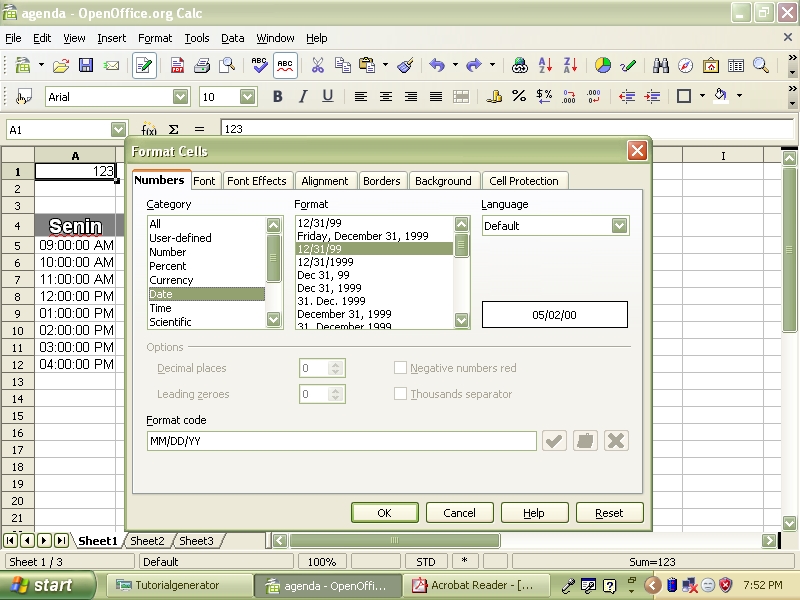 agenda - OpenOffice.org Calc
File Edit View Insert Format Tools Data Window Help
ABC ABC
Arial 10 B I U
A1 f(x) Σ = 123
A I
1 123
2
3
4 Senin
5 09:00:00 AM
6 10:00:00 AM
7 11:00:00 AM
8 12:00:00 PM
9 01:00:00 PM
10 02:00:00 PM
11 03:00:00 PM
12 04:00:00 PM
13
14
15
16
17
18
19
20
21
Format Cells
Numbers Font Font Effects Alignment Borders Background Cell Protection
Category
All
User-defined
Number
Percent
Currency
Date
Time
Scientific
Format
12/31/99
Friday, December 31, 1999
12/31/99
12/31/1999
Dec 31, 99
Dec 31, 1999
31. Dec. 1999
December 31, 1999
31. December 1999
Language
Default
05/02/00
Options
Decimal places 0 Negative numbers red
Leading zeroes 0 Thousands separator
Format code
MM/DD/YY
OK Cancel Help Reset
Sheet1 Sheet2 Sheet3
Sheet 1 / 3 Default 100% STD * Sum=123
start Tutorialgenerator agenda - OpenOffi... Acrobat Reader - [... 7:52 PM